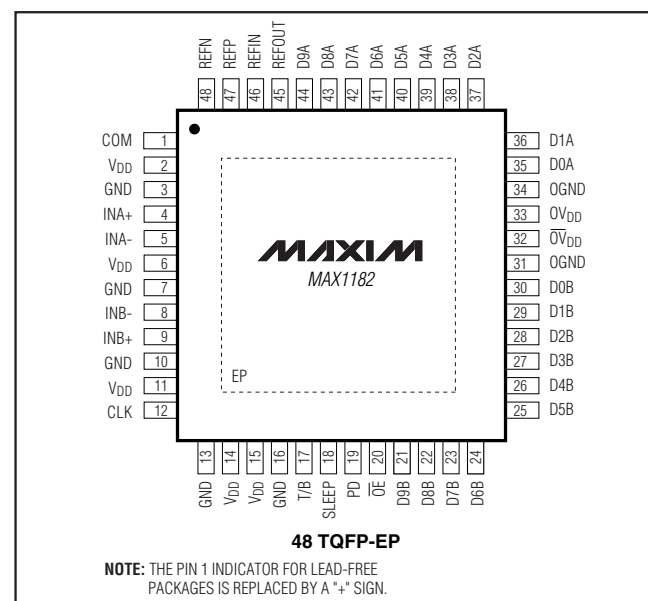 REFN
REFP
REFIN
REFOUT
D9A
D8A
D7A
D6A
D5A
D4A
D3A
D2A
48
47
46
45
44
43
42
41
40
39
38
37
COM 1
VDD 2
GND 3
INA+ 4
INA- 5
VDD 6
GND 7
INB- 8
INB+ 9
GND 10
VDD 11
CLK 12
MAXIM
MAX1182
EP
36 D1A
35 D0A
34 OGND
33 OVDD
32 O̅V̅DD
31 OGND
30 D0B
29 D1B
28 D2B
27 D3B
26 D4B
25 D5B
13
14
15
16
17
18
19
20
21
22
23
24
GND
VDD
VDD
GND
T/B
SLEEP
PD
O̅E̅
D9B
D8B
D7B
D6B
48 TQFP-EP
NOTE: THE PIN 1 INDICATOR FOR LEAD-FREE
PACKAGES IS REPLACED BY A "+" SIGN.